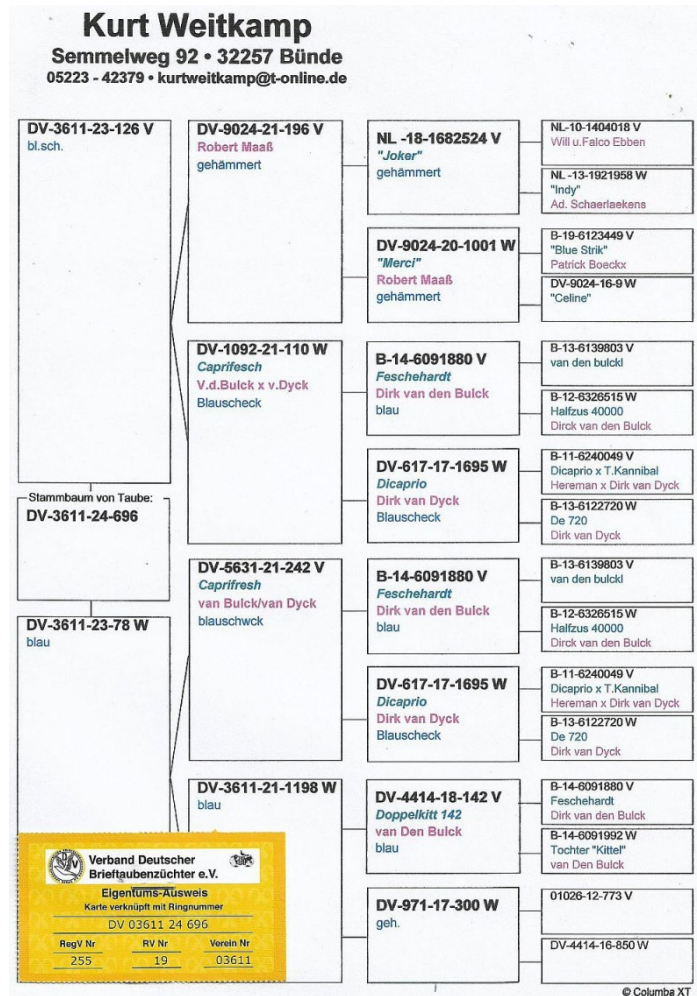 Kurt Weitkamp
Semmelweg 92 • 32257 Bünde
05223 - 42379 • kurtweitkamp@t-online.de
DV-3611-23-126 V
bl.sch.
Stammbaum von Taube:
DV-3611-24-696
DV-3611-23-78 W
blau
DV-9024-21-196 V
Robert Maaß
gehämmert
DV-1092-21-110 W
Caprifesch
V.d.Bulck x v.Dyck
Blauscheck
DV-5631-21-242 V
Caprifresh
van Bulck/van Dyck
blauschwck
DV-3611-21-1198 W
blau
NL -18-1682524 V
"Joker"
gehämmert
DV-9024-20-1001 W
"Merci"
Robert Maaß
gehämmert
B-14-6091880 V
Feschehardt
Dirk van den Bulck
blau
DV-617-17-1695 W
Dicaprio
Dirk van Dyck
Blauscheck
B-14-6091880 V
Feschehardt
Dirk van den Bulck
blau
DV-617-17-1695 W
Dicaprio
Dirk van Dyck
Blauscheck
DV-4414-18-142 V
Doppelkitt 142
van Den Bulck
blau
DV-971-17-300 W
geh.
NL-10-1404018 V
Will u.Falco Ebben
NL -13-1921958 W
"Indy"
Ad. Schaerlaekens
B-19-6123449 V
"Blue Strik"
Patrick Boeckx
DV-9024-16-9 W
"Celine"
B-13-6139803 V
van den bulckl
B-12-6326515 W
Halfzus 40000
Dirck van den Bulck
B-11-6240049 V
Dicaprio x T.Kannibal
Hereman x Dirk van Dyck
B-13-6122720 W
De 720
Dirk van Dyck
B-13-6139803 V
van den bulckl
B-12-6326515 W
Halfzus 40000
Dirck van den Bulck
B-11-6240049 V
Dicaprio x T.Kannibal
Hereman x Dirk van Dyck
B-13-6122720 W
De 720
Dirk van Dyck
B-14-6091880 V
Feschehardt
Dirk van den Bulck
B-14-6091992 W
Tochter "Kittel"
van Den Bulck
01026-12-773 V
DV-4414-16-850 W
Verband Deutscher
Brieftaubenzüchter e.V.
Eigentums-Ausweis
Karte verknüpft mit Ringnummer
DV 03611 24 696
RegV Nr
RV Nr
Verein Nr
255
19
03611
© Columba XT